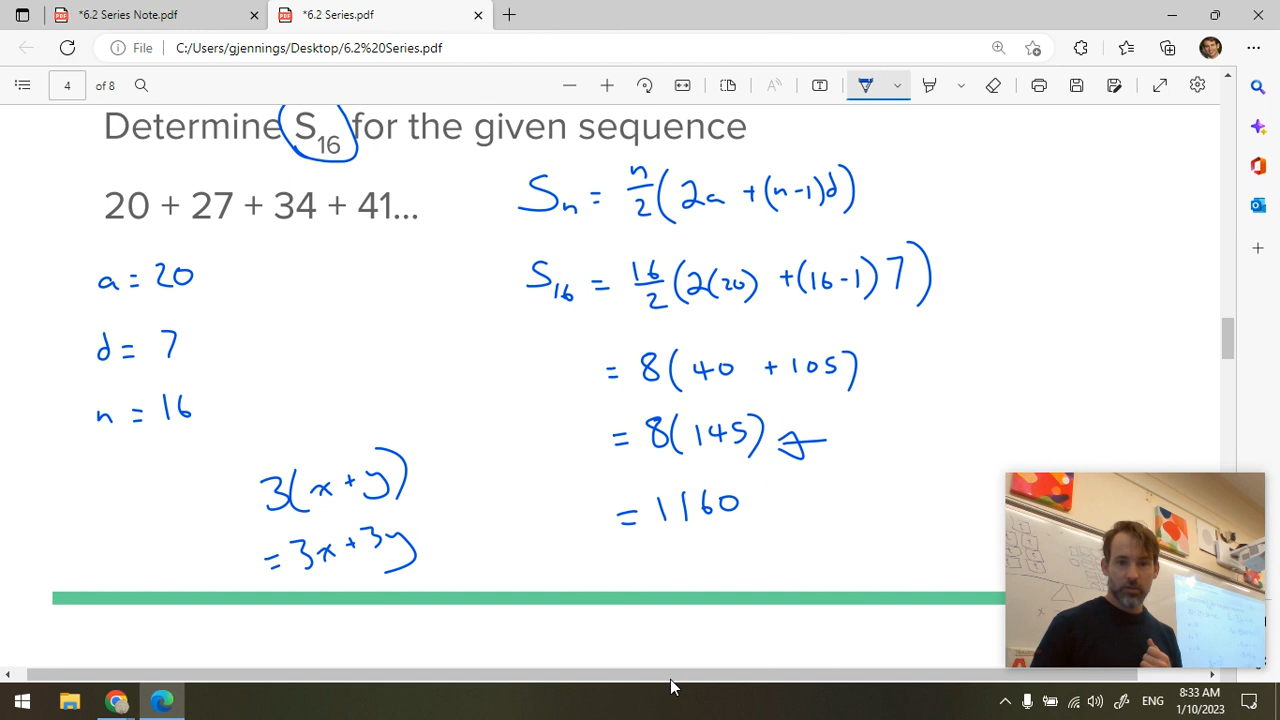 *6.2 Series Note.pdf
*6.2 Series.pdf
File C:/Users/gjennings/Desktop/6.2%20Series.pdf
4 of 8
Determine S₁₆ for the given sequence
20 + 27 + 34 + 41...
a = 20
d = 7
n = 16
3(x + y)
= 3x + 3y
Sₙ = n/2 (2a + (n-1)d)
S₁₆ = 16/2 (2(20) + (16-1) 7)
= 8(40 + 105)
= 8(145)
= 1160
ENG
8:33 AM
1/10/2023